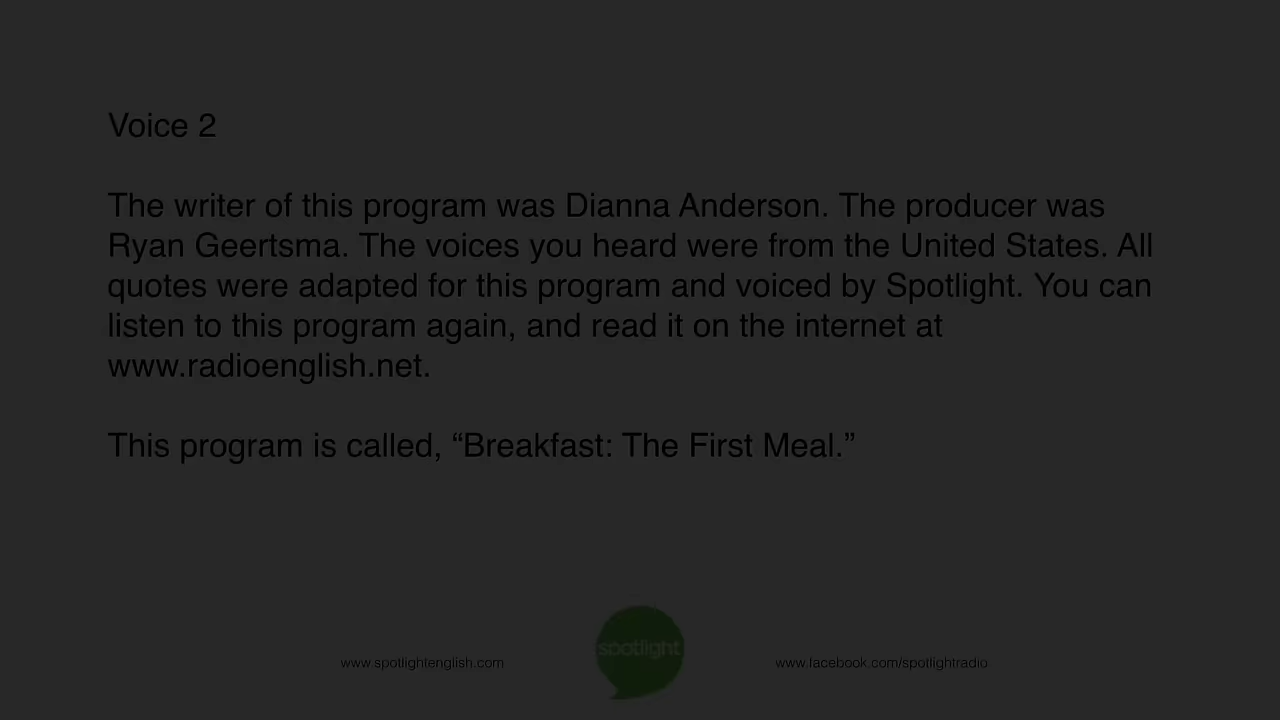 Voice 2
The writer of this program was Dianna Anderson. The producer was
Ryan Geertsma. The voices you heard were from the United States. All
quotes were adapted for this program and voiced by Spotlight. You can
listen to this program again, and read it on the internet at
www.radioenglish.net.
This program is called, “Breakfast: The First Meal.”
spotlight
www.spotlightenglish.com
www.facebook.com/spotlightradio